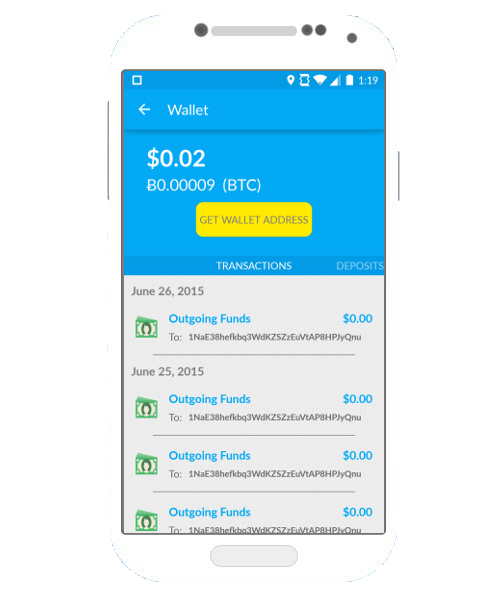 1:19
Wallet
$0.02
Ƀ0.00009 (BTC)
GET WALLET ADDRESS
TRANSACTIONS DEPOSITS
June 26, 2015
Outgoing Funds $0.00
To: 1NaE38hefkbq3WdKZSZzEuVtAP8HPJyQnu
June 25, 2015
Outgoing Funds $0.00
To: 1NaE38hefkbq3WdKZSZzEuVtAP8HPJyQnu
Outgoing Funds $0.00
To: 1NaE38hefkbq3WdKZSZzEuVtAP8HPJyQnu
Outgoing Funds $0.00
To: 1NaE38hefkbq3WdKZSZzEuVtAP8HPJyQnu